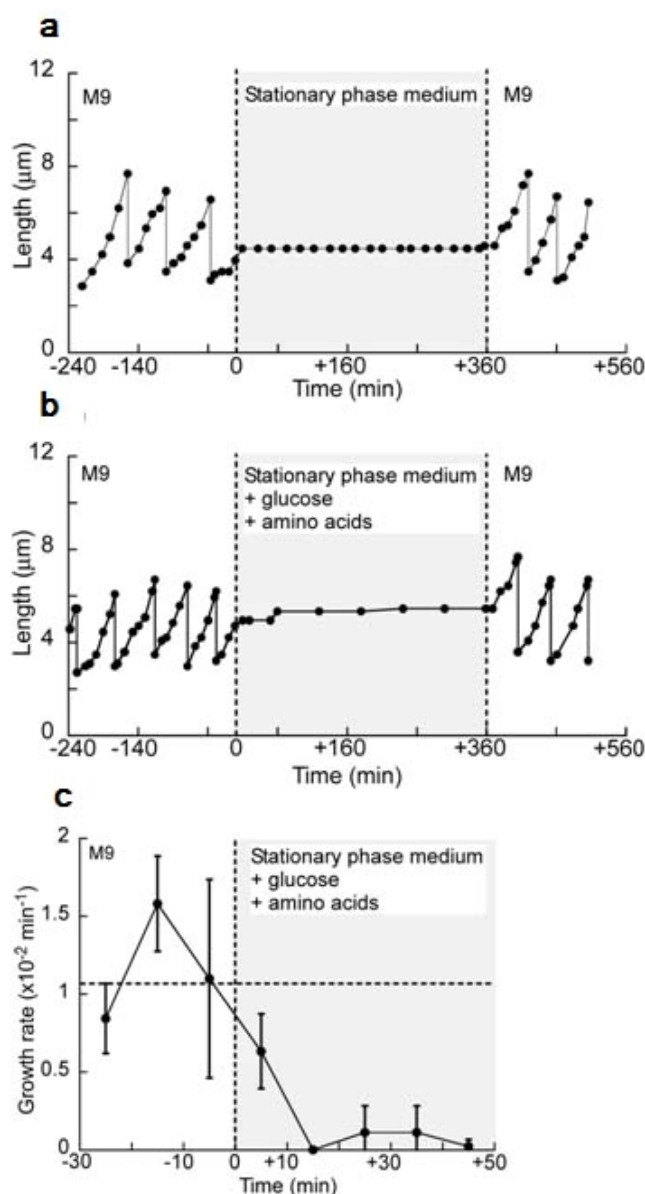 a
12
M9
Stationary phase medium
M9
8
4
0
Length (μm)
-240
-140
0
+160
+360
+560
Time (min)
b
12
M9
Stationary phase medium
+ glucose
+ amino acids
M9
8
4
0
Length (μm)
-240
-140
0
+160
+360
+560
Time (min)
c
2
M9
Stationary phase medium
+ glucose
+ amino acids
1.5
1
0.5
0
Growth rate (x10⁻² min⁻¹)
-30
-10
0
+10
+30
+50
Time (min)